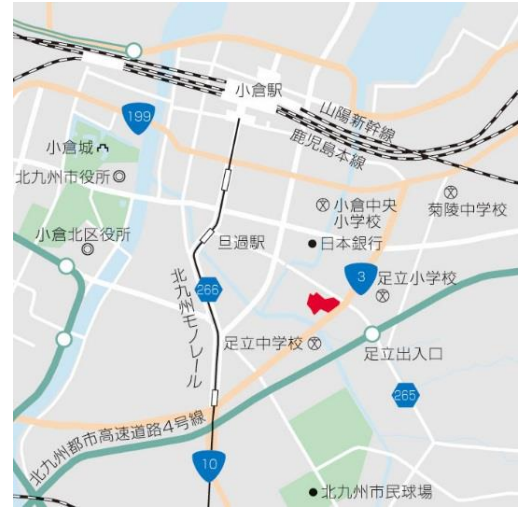 小倉駅
山陽新幹線
鹿児島本線
199
小倉城
北九州市役所
小倉中央
小学校
菊陵中学校
小倉北区役所
旦過駅
日本銀行
266
3
足立小学校
北九州モノレール
足立中学校
足立出入口
265
北九州都市高速道路4号線
10
北九州市民球場